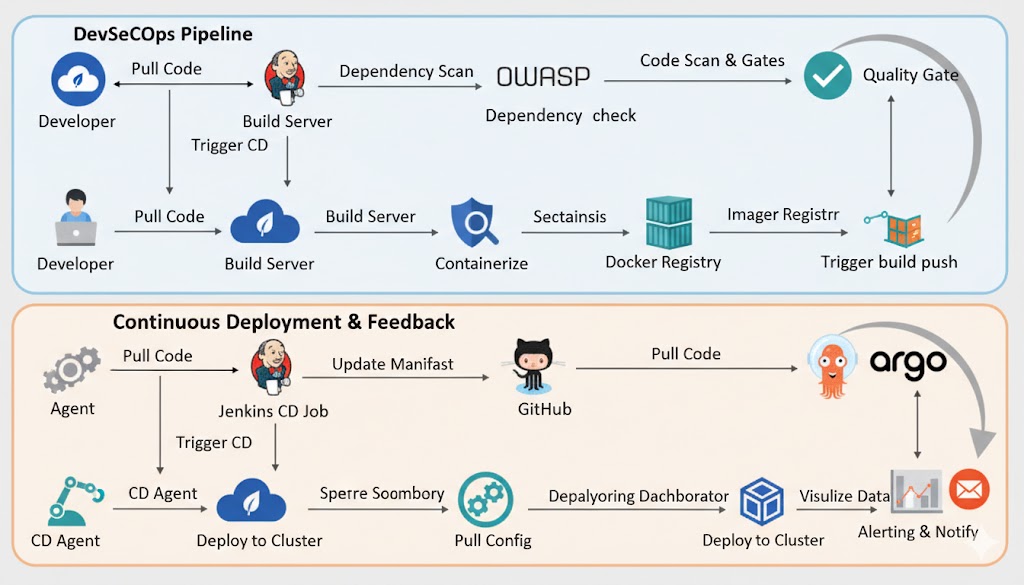 DevSeCOps Pipeline
Pull Code
Dependency Scan
OWASP
Code Scan & Gates
Quality Gate
Developer
Build Server
Dependency check
Trigger CD
Pull Code
Build Server
Sectainsis
Imager Registrr
Developer
Build Server
Containerize
Docker Registry
Trigger build push
Continuous Deployment & Feedback
Pull Code
Update Manifast
Pull Code
argo
Agent
Jenkins CD Job
GitHub
Trigger CD
CD Agent
Sperre Soombory
Depalyoring Dachborator
Visulize Data
CD Agent
Deploy to Cluster
Pull Config
Deploy to Cluster
Alerting & Notify